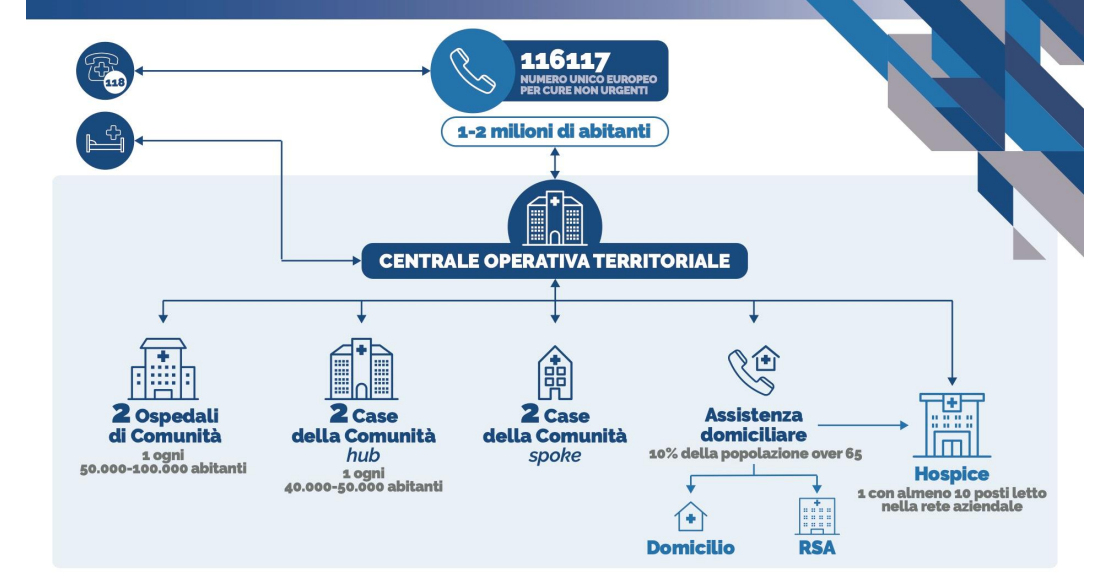 118
116117
NUMERO UNICO EUROPEO
PER CURE NON URGENTI
1-2 milioni di abitanti
CENTRALE OPERATIVA TERRITORIALE
2 Ospedali
di Comunità
1 ogni
50.000-100.000 abitanti
2 Case
della Comunità
hub
1 ogni
40.000-50.000 abitanti
2 Case
della Comunità
spoke
Assistenza
domiciliare
10% della popolazione over 65
Hospice
1 con almeno 10 posti letto
nella rete aziendale
Domicilio
RSA